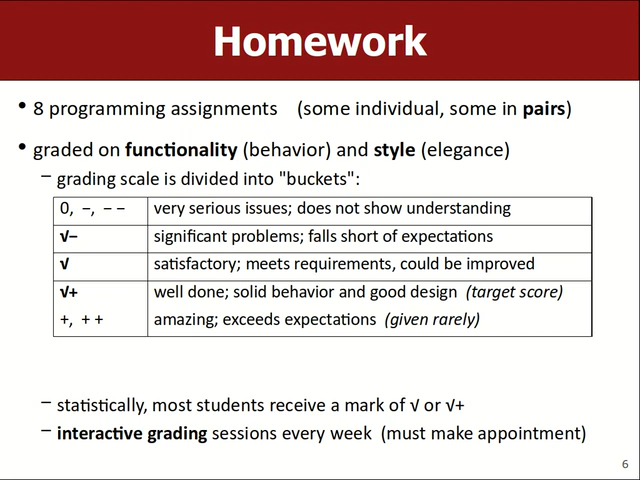 Homework
• 8 programming assignments (some individual, some in pairs)
• graded on functionality (behavior) and style (elegance)
– grading scale is divided into "buckets":
0, −, − − very serious issues; does not show understanding
√− significant problems; falls short of expectations
√ satisfactory; meets requirements, could be improved
√+ well done; solid behavior and good design (target score)
+, + + amazing; exceeds expectations (given rarely)
– statistically, most students receive a mark of √ or √+
– interactive grading sessions every week (must make appointment)
6